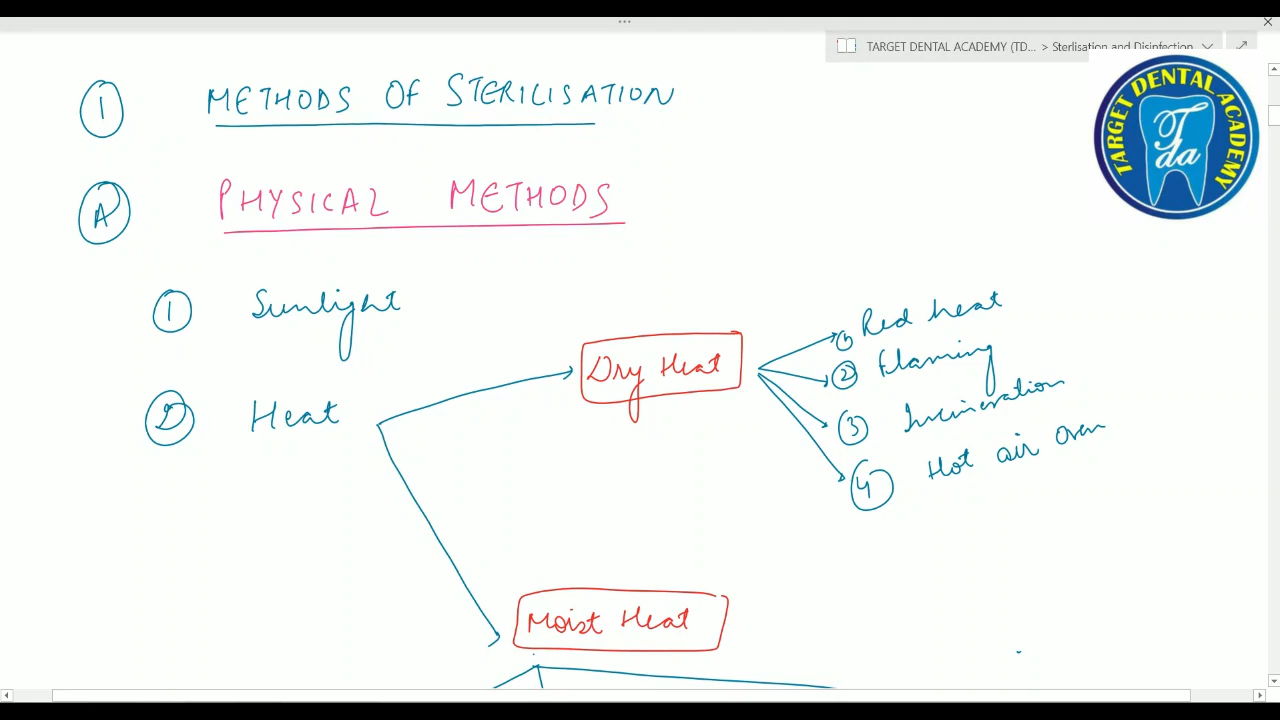 TARGET DENTAL ACADEMY (TD... > Sterlisation and Disinfection
TARGET DENTAL ACADEMY
Tda
1 METHODS OF STERILISATION
A PHYSICAL METHODS
1 Sunlight
2 Heat
Dry Heat
1 Red heat
2 Flaming
3 Incineration
4 Hot air oven
Moist Heat